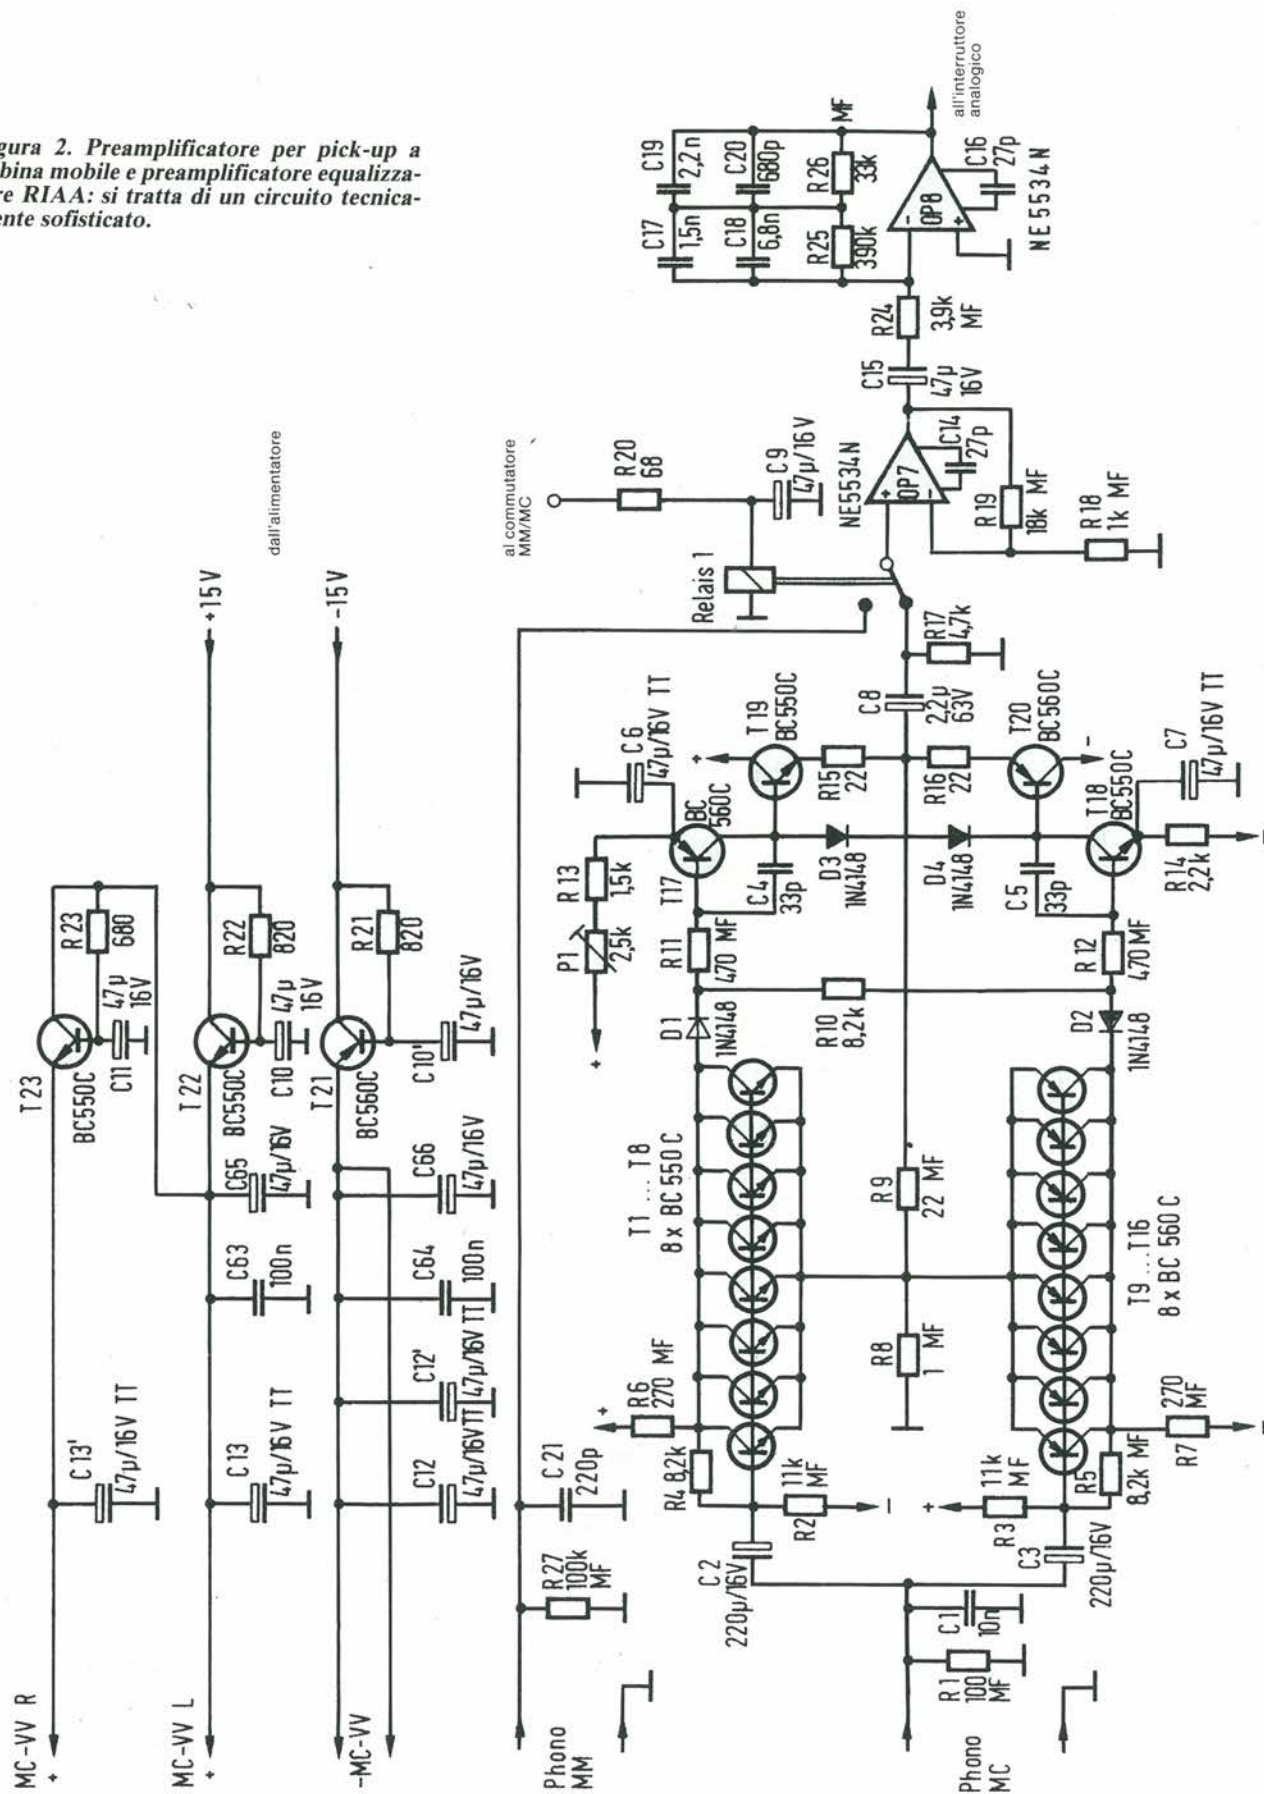 gura 2. Preamplificatore per pick-up a
bina mobile e preamplificatore equalizza-
re RIAA: si tratta di un circuito tecnica-
ente sofisticato.
MC-VV R
+
C13'
47µ/16V TT
T23
BC550C
C11
47µ
16V
R23
680
MC-VV L
+
C13
47µ/16V TT
C63
100n
C65
47µ/16V
T22
BC550C
C10
47µ
16V
R22
820
+15V
dall'alimentatore
-MC-VV
C12
47µ/16V TT
C12'
47µ/16V TT
C64
100n
C66
47µ/16V
T21
BC560C
C10'
47µ/16V
R21
820
-15V
Phono
MM
R27
100k
MF
C21
220p
al commutatore
MM/MC
R20
68
C9
47µ/16V
Relais 1
Phono
MC
R1
100
MF
C1
10n
C2
220µ/16V
C3
220µ/16V
R2
11k
MF
−
R3
11k
MF
+
R4 8,2k
R5
8,2k MF
R6
270 MF
+
R7
270
MF
−
T1 ... T8
8 x BC 550 C
T9 ... T16
8 x BC 560 C
R8
1 MF
R9
22 MF
D1
1N4148
D2
1N4148
R10
8,2k
R11
470 MF
R12
470 MF
P1
2,5k
+
R13
1,5k
T17
BC
560C
C6
47µ/16V TT
C4
33p
D3
1N4148
D4
1N4148
C5
33p
T18
BC550C
R14
2,2k
−
C7
47µ/16V TT
T19
BC550C
+
R15
22
R16
22
T20
BC560C
−
C8
2,2µ
63V
R17
4,7k
NE5534N
OP7
+
−
C14
27p
R19
18k MF
R18
1k MF
C15
47µ
16V
R24
3,9k
MF
C17
1,5n
C19
2,2n
C18
6,8n
C20
680p
R25
390k
R26
33k
MF
OP8
−
+
C16
27p
NE5534N
all'interruttore
analogico